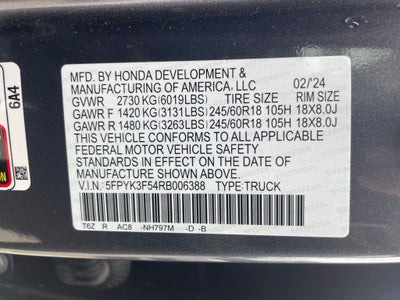 MFD. BY HONDA DEVELOPMENT &
MANUFACTURING OF AMERICA, LLC 02/'24
GVWR 2730 KG(6019LBS) TIRE SIZE RIM SIZE
GAWR F 1420 KG(3131LBS) 245/60R18 105H 18X8.0J
GAWR R 1480 KG(3263LBS) 245/60R18 105H 18X8.0J
THIS VEHICLE CONFORMS TO ALL APPLICABLE
FEDERAL MOTOR VEHICLE SAFETY
STANDARDS IN EFFECT ON THE DATE OF
MANUFACTURE SHOWN ABOVE.
V.I.N.: 5FPYK3F54RB006388 TYPE:TRUCK
T6Z R AC8 -NH797M -D -B
6A4